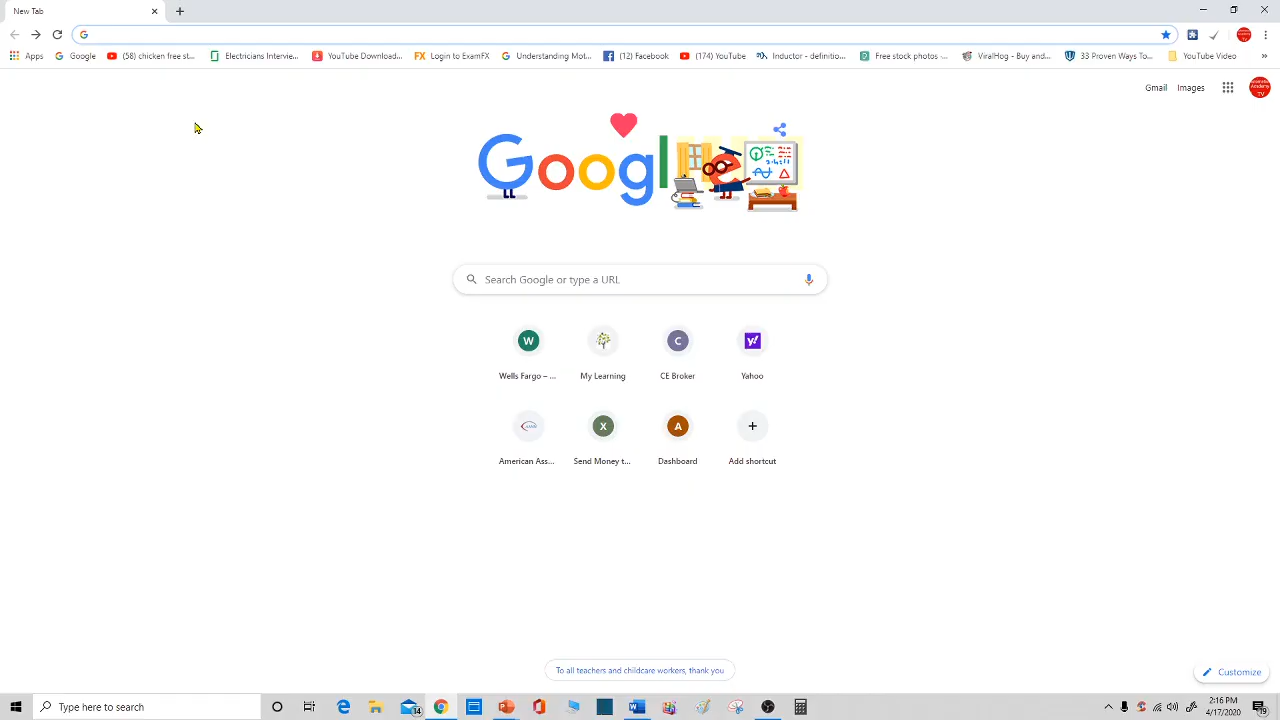 New Tab
Apps Google (58) chicken free st... Electricians Intervie... YouTube Download... FX Login to ExamFX Understanding Mot... (12) Facebook (174) YouTube Inductor - definitio... Free stock photos -... ViralHog - Buy and... 33 Proven Ways To... YouTube Video »
Gmail Images
Google
Search Google or type a URL
W C y!
Wells Fargo – ... My Learning CE Broker Yahoo
X A
American Ass... Send Money t... Dashboard Add shortcut
To all teachers and childcare workers, thank you
Customize
Type here to search
14
2:16 PM
4/17/2020